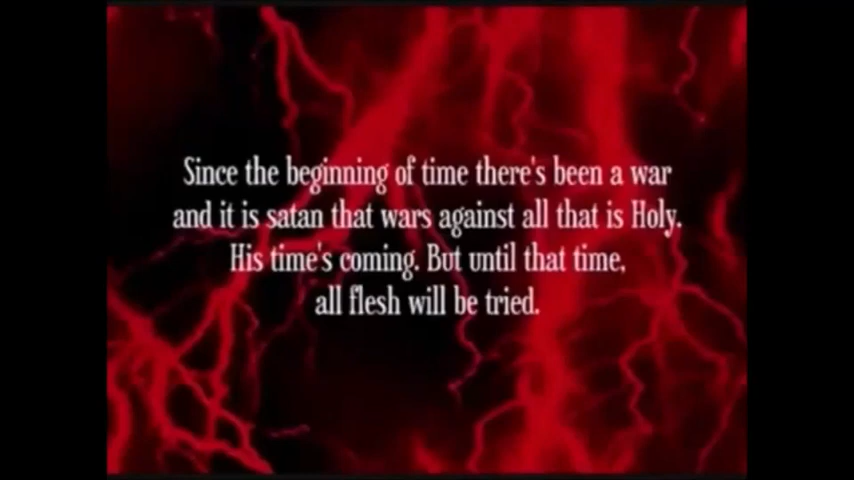 Since the beginning of time there's been a war
and it is satan that wars against all that is Holy.
His time's coming. But until that time,
all flesh will be tried.